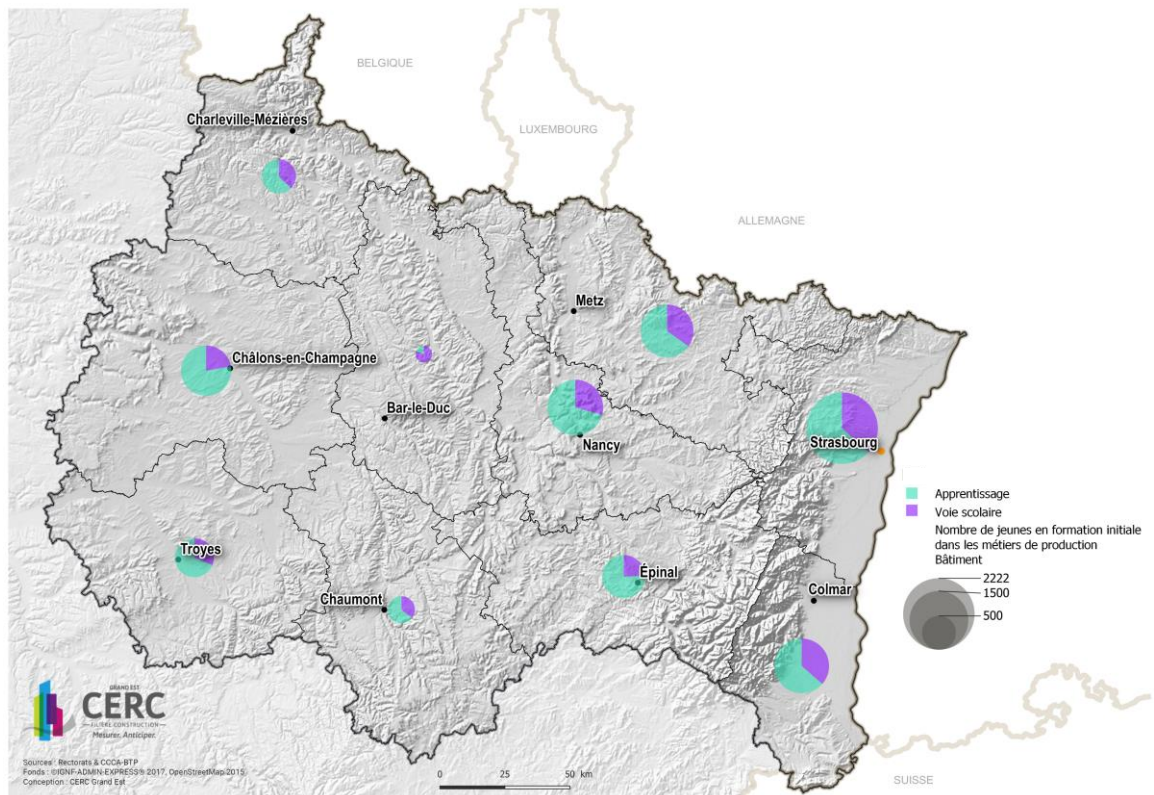 BELGIQUE
LUXEMBOURG
ALLEMAGNE
Charleville-Mézières
Metz
Châlons-en-Champagne
Bar-le-Duc
Nancy
Strasbourg
Troyes
Chaumont
Épinal
Colmar
Apprentissage
Voie scolaire
Nombre de jeunes en formation initiale
dans les métiers de production
Bâtiment
2222
1500
500
GRAND EST
CERC
FILIÈRE CONSTRUCTION
Mesurer. Anticiper.
Sources : Rectorats & CCCA-BTP
Fonds : ©IGNF-ADMIN-EXPRESS® 2017, OpenStreetMap 2015
Conception : CERC Grand Est
0 25 50 km
SUISSE